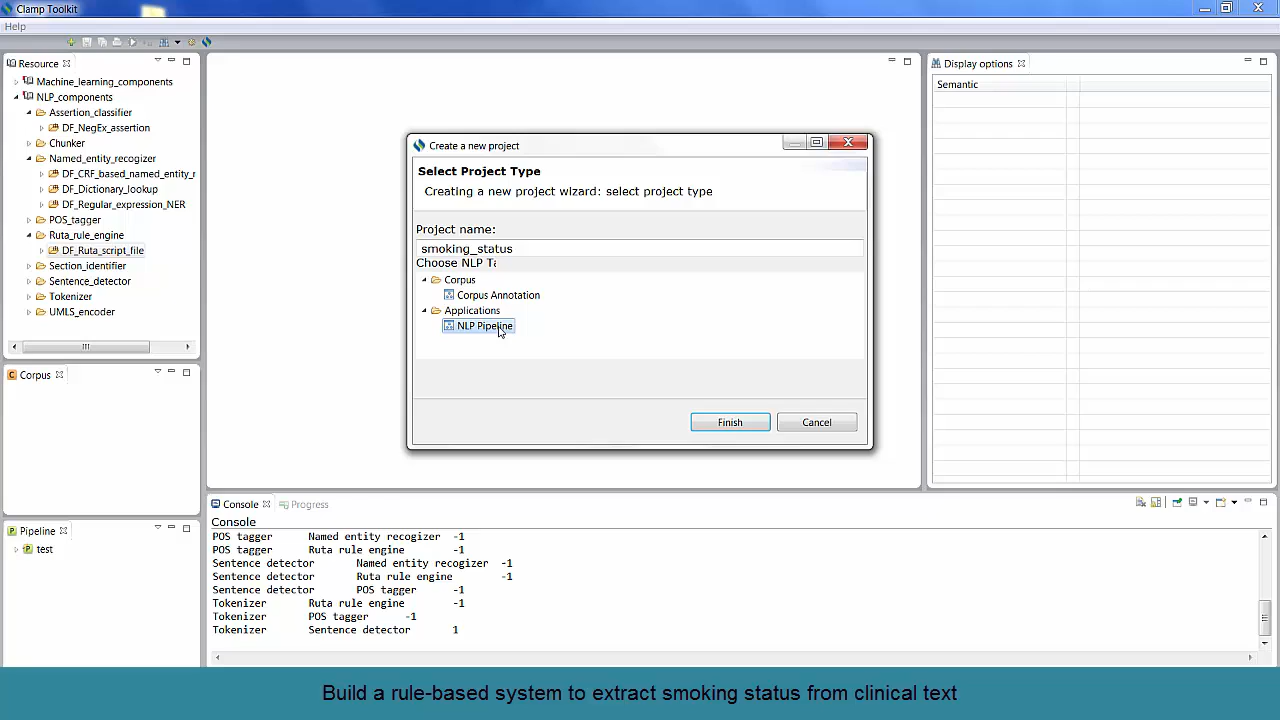 Clamp Toolkit
Help
Resource
Machine_learning_components
NLP_components
Assertion_classifier
DF_NegEx_assertion
Chunker
Named_entity_recogizer
DF_CRF_based_named_entity_r
DF_Dictionary_lookup
DF_Regular_expression_NER
POS_tagger
Ruta_rule_engine
DF_Ruta_script_file
Section_identifier
Sentence_detector
Tokenizer
UMLS_encoder
Corpus
Pipeline
test
Create a new project
Select Project Type
Creating a new project wizard: select project type
Project name:
smoking_status
Choose NLP Ta
Corpus
Corpus Annotation
Applications
NLP Pipeline
Finish Cancel
Display options
Semantic
Console Progress
Console
POS tagger Named entity recogizer -1
POS tagger Ruta rule engine -1
Sentence detector Named entity recogizer -1
Sentence detector Ruta rule engine -1
Sentence detector POS tagger -1
Tokenizer Ruta rule engine -1
Tokenizer POS tagger -1
Tokenizer Sentence detector 1
Build a rule-based system to extract smoking status from clinical text